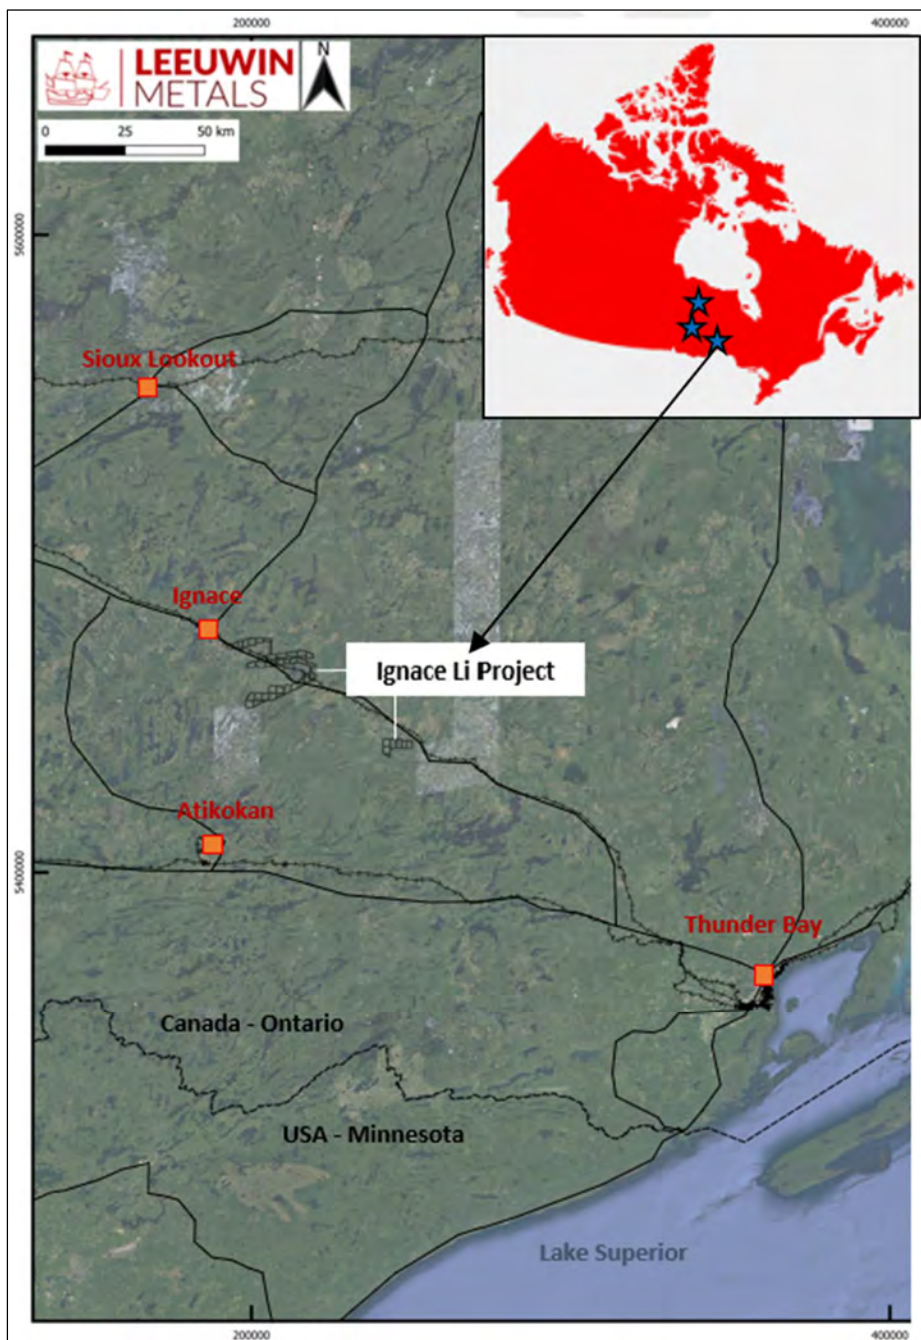 200000
400000
LEEUWIN
METALS
N
0 25 50 km
5600000
Sioux Lookout
Ignace
Ignace Li Project
Atikokan
5400000
Thunder Bay
Canada - Ontario
USA - Minnesota
Lake Superior
200000
400000